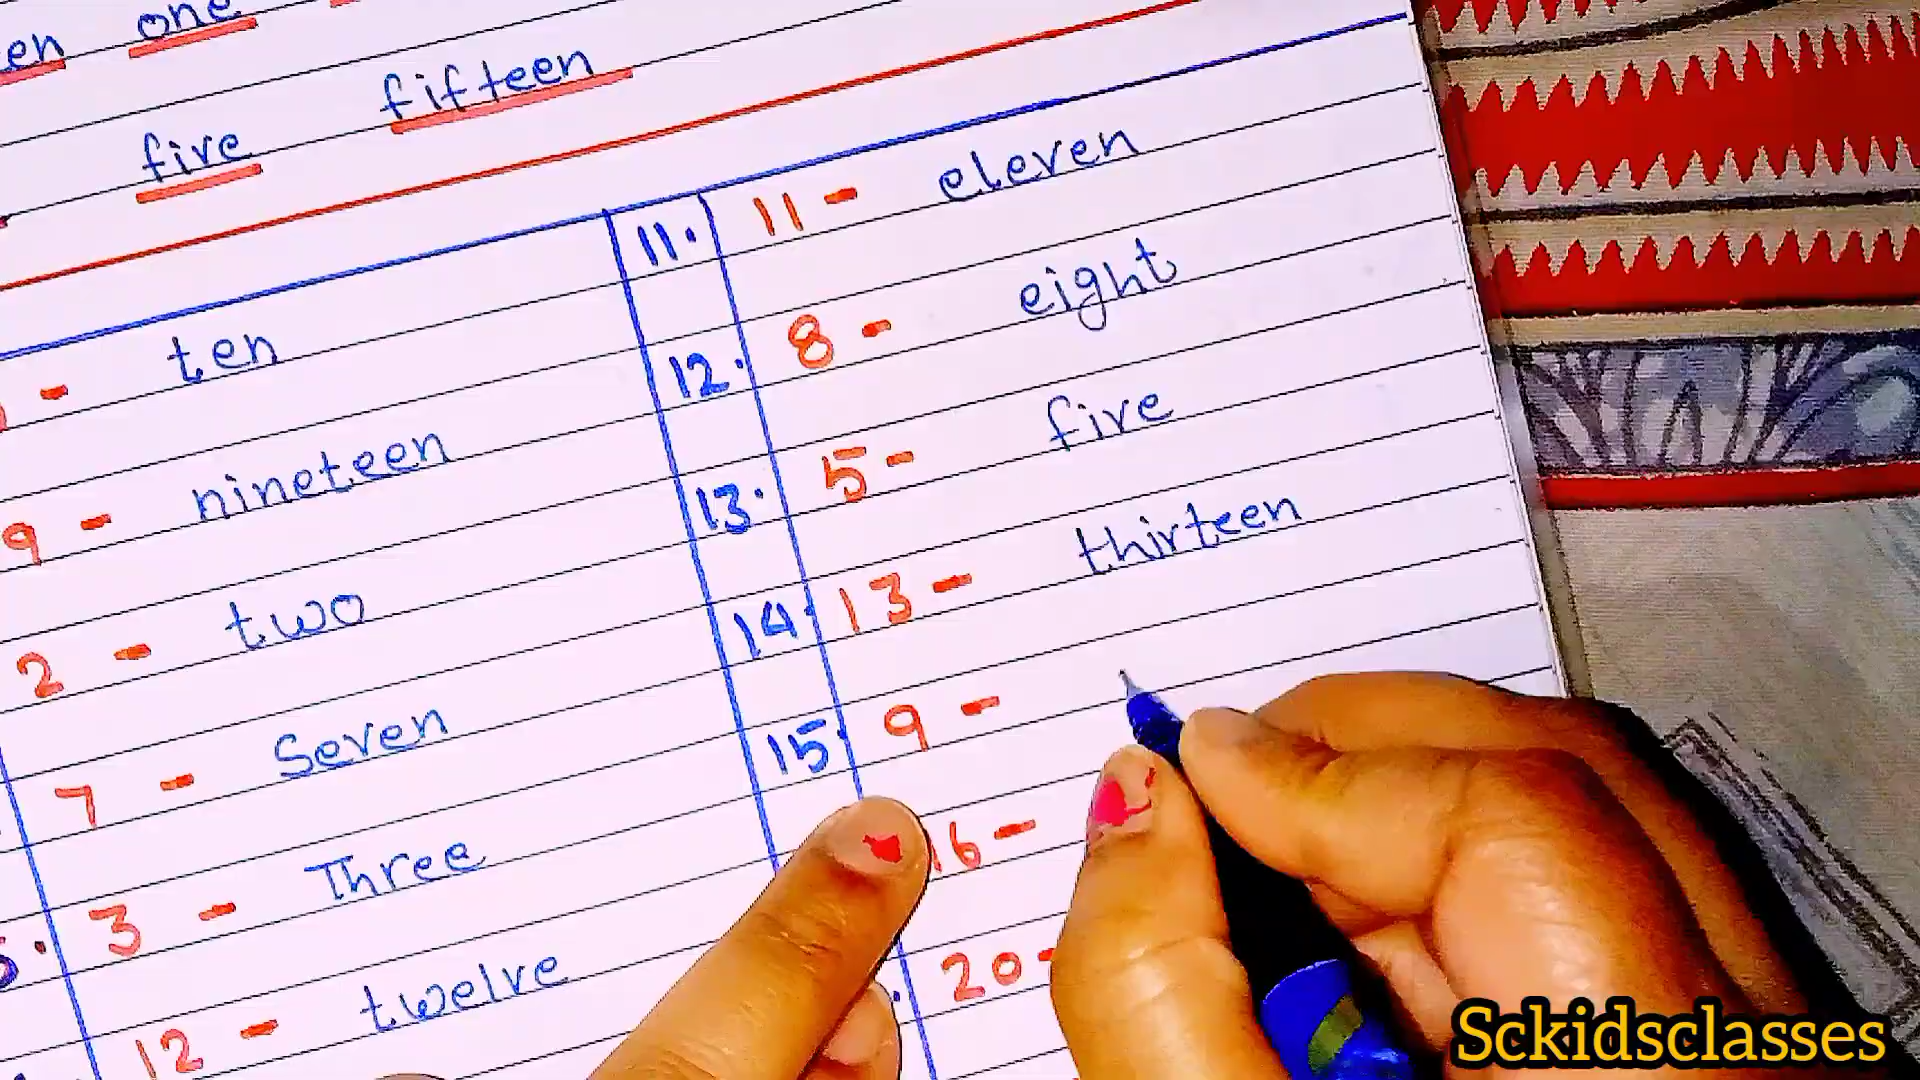 en one
five fifteen
- ten
9 - nineteen
2 - two
7 - Seven
3 - Three
12 - twelve
11. 11 - eleven
12. 8 - eight
13. 5 - five
14. 13 - thirteen
15. 9 -
16 -
20 -
Sckidsclasses